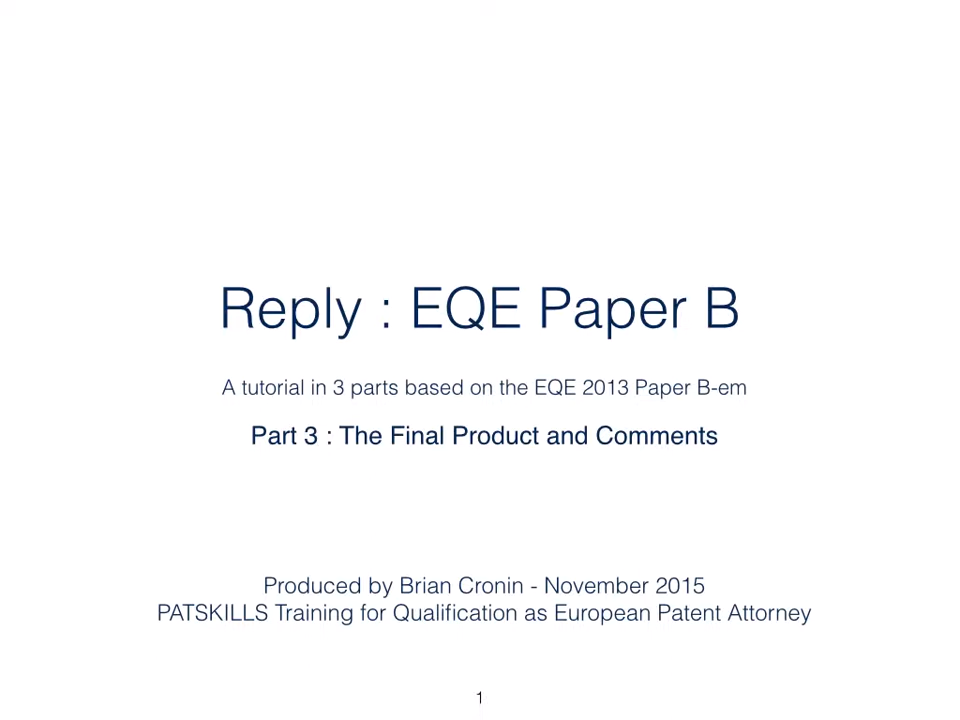 Reply : EQE Paper B
A tutorial in 3 parts based on the EQE 2013 Paper B-em
Part 3 : The Final Product and Comments
Produced by Brian Cronin - November 2015
PATSKILLS Training for Qualification as European Patent Attorney
1